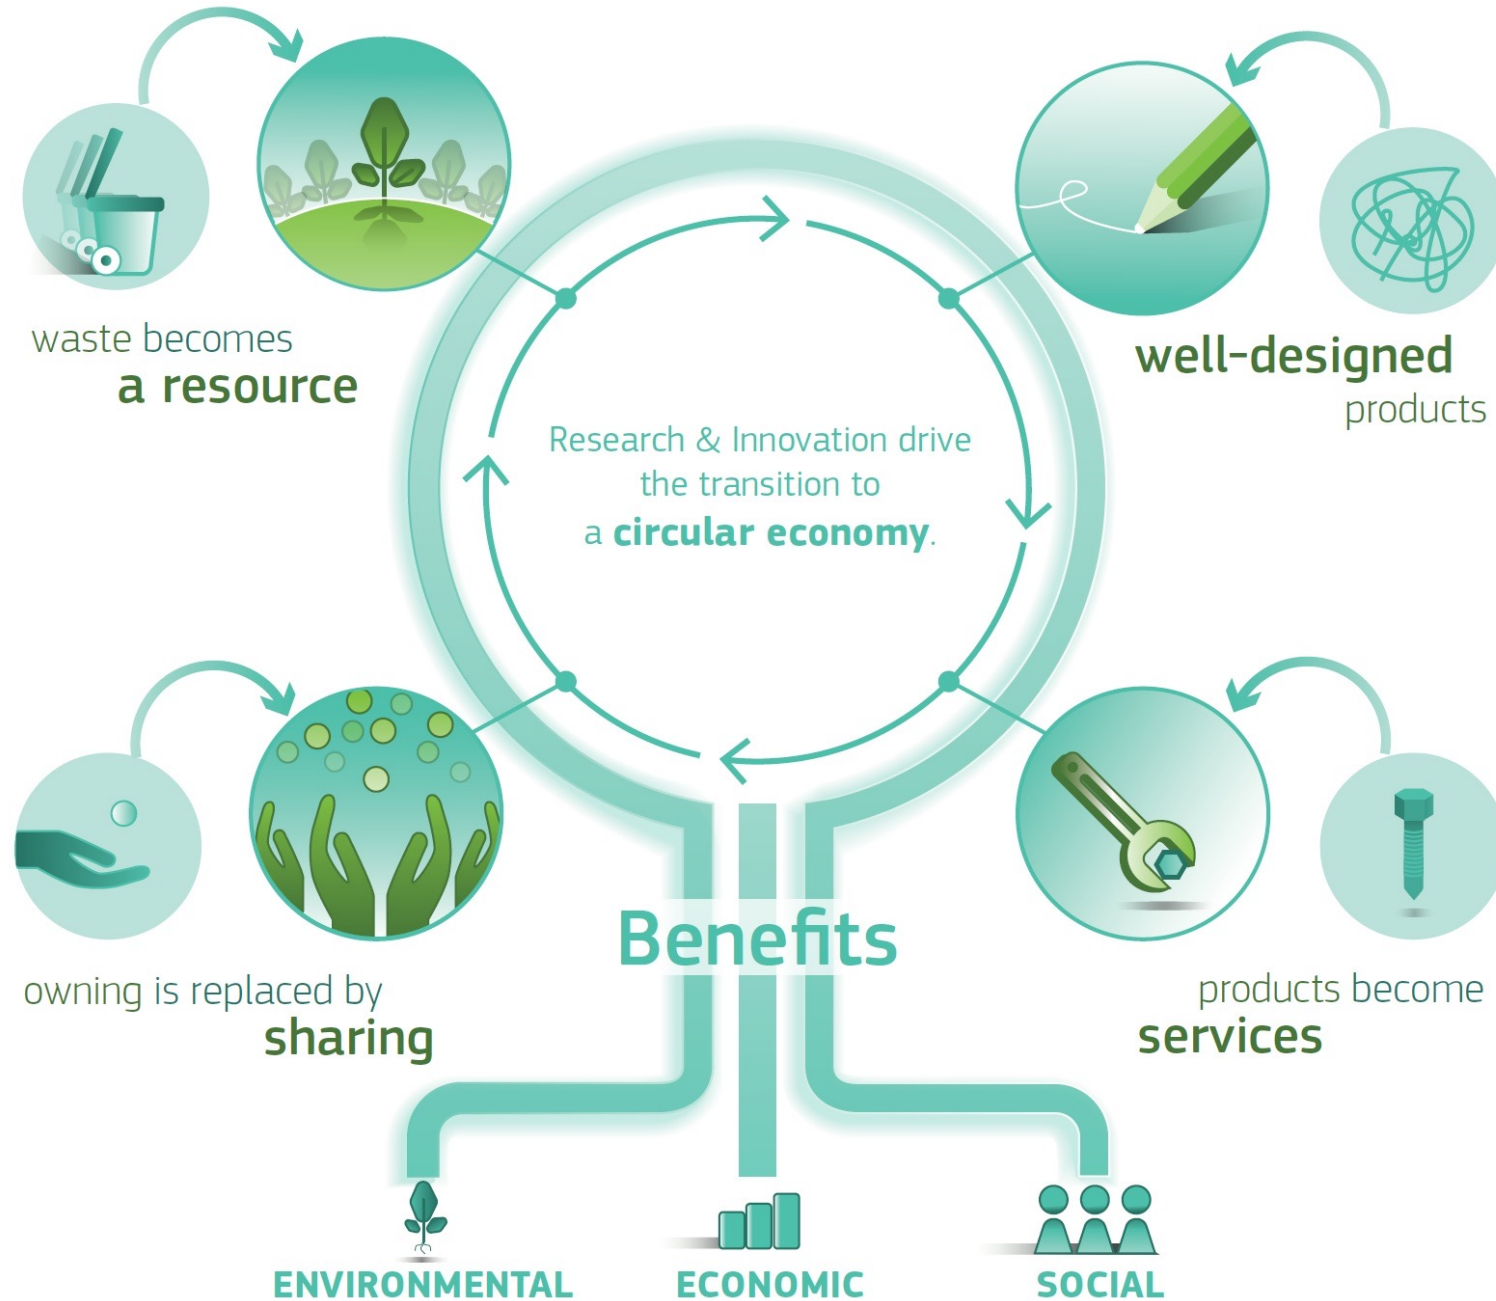 waste becomes
a resource
well-designed
products
Research & Innovation drive
the transition to
a circular economy.
owning is replaced by
sharing
products become
services
Benefits
ENVIRONMENTAL
ECONOMIC
SOCIAL